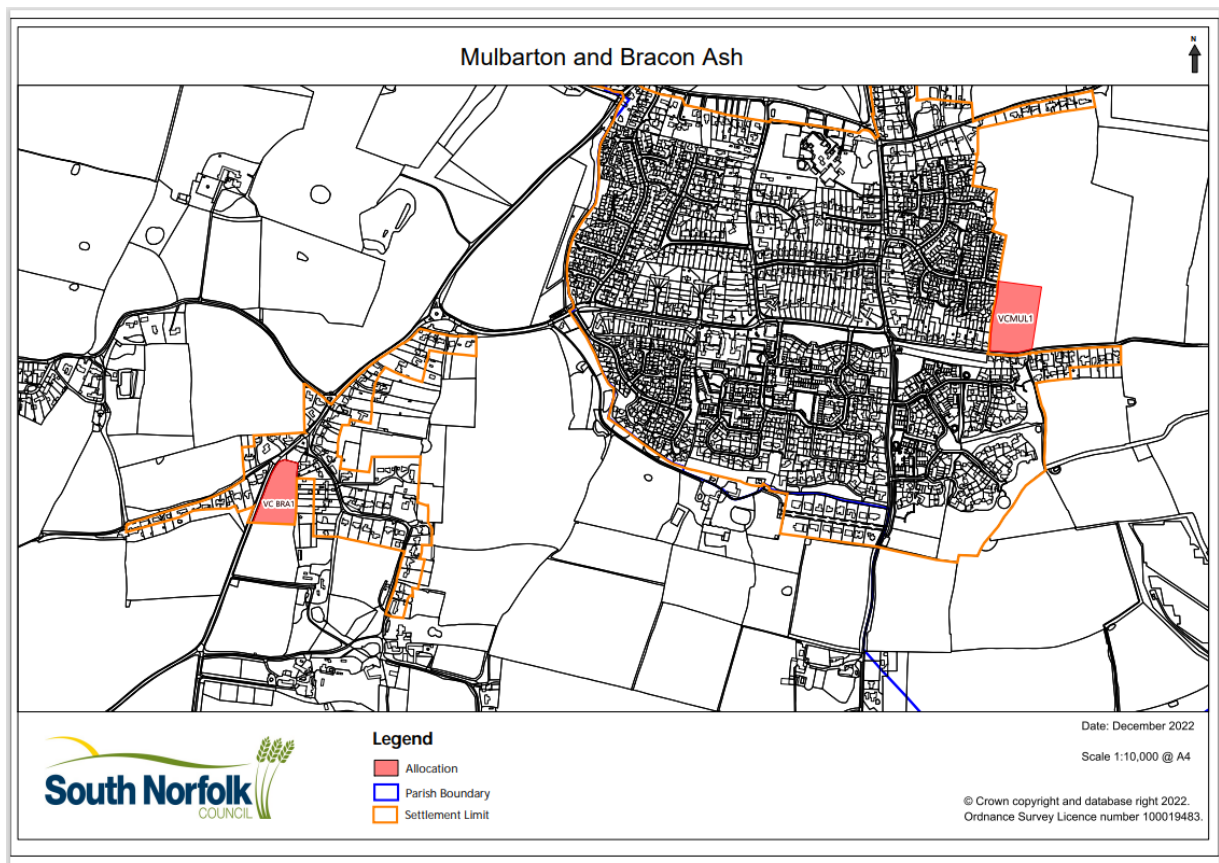 Mulbarton and Bracon Ash
N
VCMUL1
VC BRA1
South Norfolk
COUNCIL
Legend
Allocation
Parish Boundary
Settlement Limit
Date: December 2022
Scale 1:10,000 @ A4
© Crown copyright and database right 2022.
Ordnance Survey Licence number 100019483.